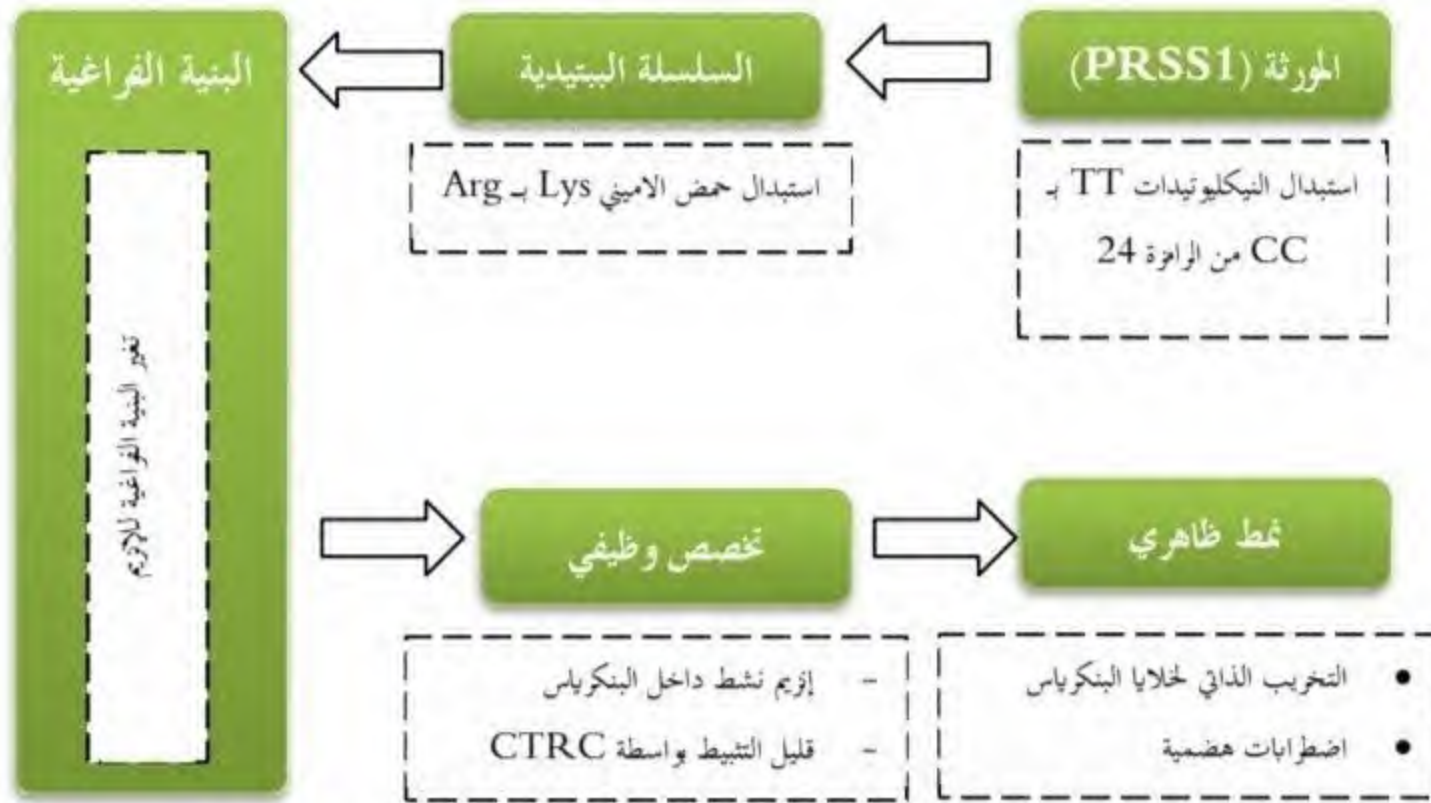 المورثة (PRSS1)
استبدال النيكليوتيدات TT بـ
CC من الرامزة 24
السلسلة الببتيدية
استبدال حمض الاميني Lys بـ Arg
البنية الفراغية
تغير البنية الفراغية للإنزيم
تخصص وظيفي
- إنزيم نشط داخل البنكرياس
- قليل التثبيط بواسطة CTRC
نمط ظاهري
• التخريب الذاتي لخلايا البنكرياس
• اضطرابات هضمية